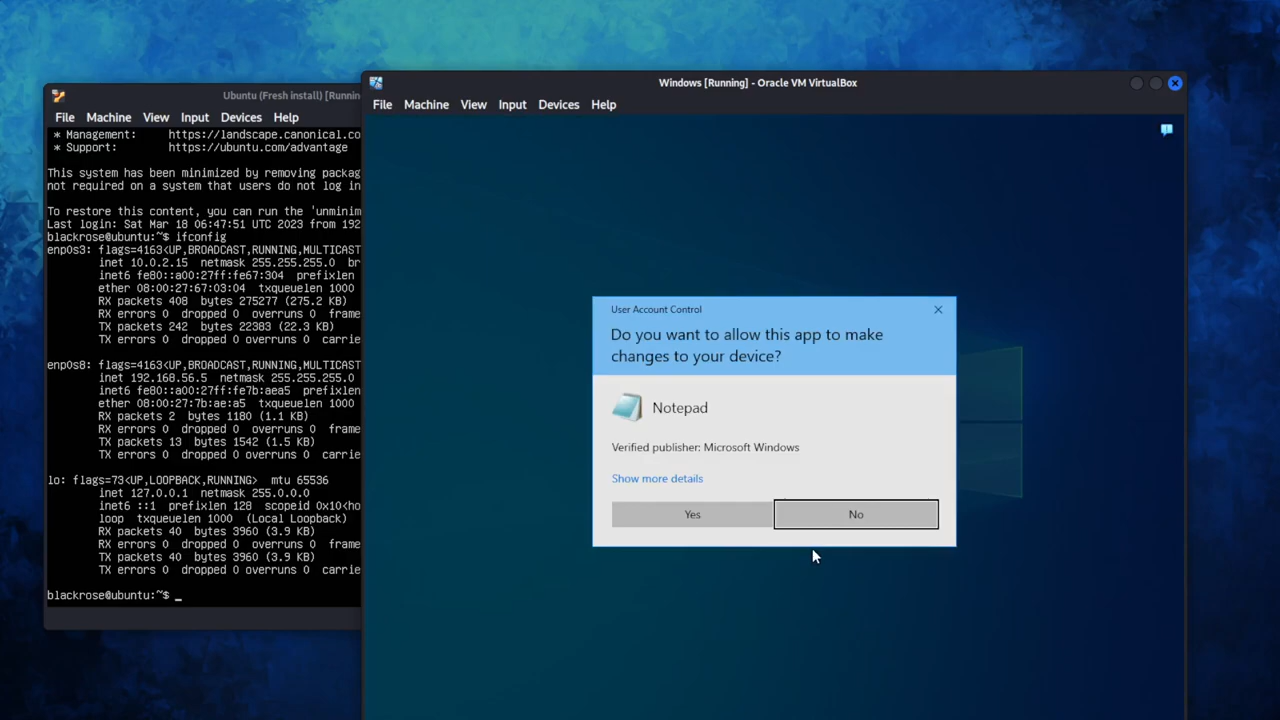 Ubuntu (Fresh install) [Runnin
File Machine View Input Devices Help
* Management: https://landscape.canonical.co
* Support: https://ubuntu.com/advantage
This system has been minimized by removing packag
not required on a system that users do not log in
To restore this content, you can run the 'unminim
Last login: Sat Mar 18 06:47:51 UTC 2023 from 192
blackrose@ubuntu:~$ ifconfig
enp0s3: flags=4163<UP,BROADCAST,RUNNING,MULTICAST
inet 10.0.2.15 netmask 255.255.255.0 br
inet6 fe80::a00:27ff:fe67:304 prefixlen
ether 08:00:27:67:03:04 txqueuelen 1000
RX packets 408 bytes 275277 (275.2 KB)
RX errors 0 dropped 0 overruns 0 frame
TX packets 242 bytes 22383 (22.3 KB)
TX errors 0 dropped 0 overruns 0 carrie
enp0s8: flags=4163<UP,BROADCAST,RUNNING,MULTICAST
inet 192.168.56.5 netmask 255.255.255.0
inet6 fe80::a00:27ff:fe7b:aea5 prefixlen
ether 08:00:27:7b:ae:a5 txqueuelen 1000
RX packets 2 bytes 1180 (1.1 KB)
RX errors 0 dropped 0 overruns 0 frame
TX packets 13 bytes 1542 (1.5 KB)
TX errors 0 dropped 0 overruns 0 carrie
lo: flags=73<UP,LOOPBACK,RUNNING> mtu 65536
inet 127.0.0.1 netmask 255.0.0.0
inet6 ::1 prefixlen 128 scopeid 0x10<ho
loop txqueuelen 1000 (Local Loopback)
RX packets 40 bytes 3960 (3.9 KB)
RX errors 0 dropped 0 overruns 0 frame
TX packets 40 bytes 3960 (3.9 KB)
TX errors 0 dropped 0 overruns 0 carrie
blackrose@ubuntu:~$ _
Windows [Running] - Oracle VM VirtualBox
File Machine View Input Devices Help
User Account Control
Do you want to allow this app to make
changes to your device?
Notepad
Verified publisher: Microsoft Windows
Show more details
Yes No